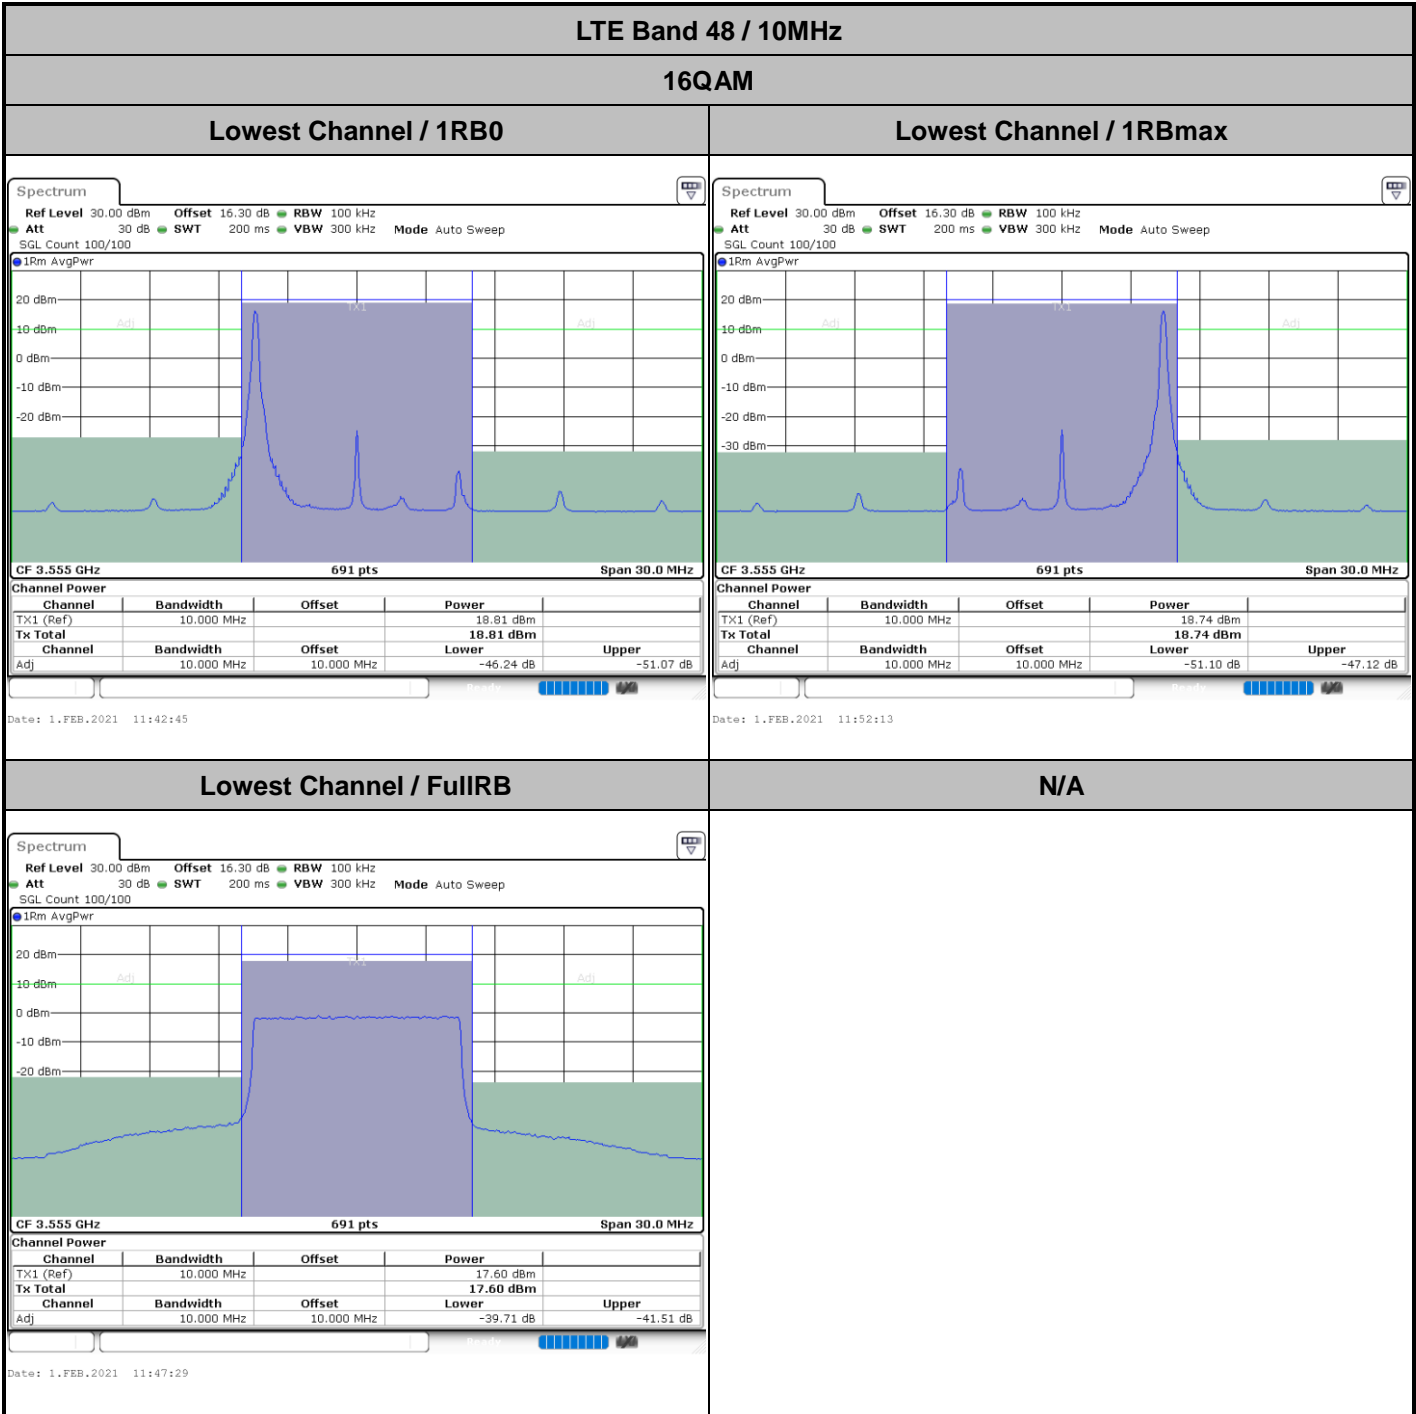 LTE Band 48 / 10MHz
16QAM
Lowest Channel / 1RB0
Lowest Channel / 1RBmax
Spectrum
Ref Level 30.00 dBm Offset 16.30 dB RBW 100 kHz
Att 30 dB SWT 200 ms VBW 300 kHz Mode Auto Sweep
SGL Count 100/100
1Rm AvgPwr
TX1
20 dBm
Adj
Adj
10 dBm
0 dBm
-10 dBm
-20 dBm
CF 3.555 GHz 691 pts Span 30.0 MHz
Channel Power
Channel Bandwidth Offset Power
TX1 (Ref) 10.000 MHz 18.81 dBm
Tx Total 18.81 dBm
Channel Bandwidth Offset Lower Upper
Adj 10.000 MHz 10.000 MHz -46.24 dB -51.07 dB
Ready
Date: 1.FEB.2021 11:42:45
Spectrum
Ref Level 30.00 dBm Offset 16.30 dB RBW 100 kHz
Att 30 dB SWT 200 ms VBW 300 kHz Mode Auto Sweep
SGL Count 100/100
1Rm AvgPwr
TX1
20 dBm
Adj
Adj
10 dBm
0 dBm
-10 dBm
-20 dBm
-30 dBm
CF 3.555 GHz 691 pts Span 30.0 MHz
Channel Power
Channel Bandwidth Offset Power
TX1 (Ref) 10.000 MHz 18.74 dBm
Tx Total 18.74 dBm
Channel Bandwidth Offset Lower Upper
Adj 10.000 MHz 10.000 MHz -51.10 dB -47.12 dB
Ready
Date: 1.FEB.2021 11:52:13
Lowest Channel / FullRB
N/A
Spectrum
Ref Level 30.00 dBm Offset 16.30 dB RBW 100 kHz
Att 30 dB SWT 200 ms VBW 300 kHz Mode Auto Sweep
SGL Count 100/100
1Rm AvgPwr
20 dBm
TX1
Adj
Adj
10 dBm
0 dBm
-10 dBm
-20 dBm
CF 3.555 GHz 691 pts Span 30.0 MHz
Channel Power
Channel Bandwidth Offset Power
TX1 (Ref) 10.000 MHz 17.60 dBm
Tx Total 17.60 dBm
Channel Bandwidth Offset Lower Upper
Adj 10.000 MHz 10.000 MHz -39.71 dB -41.51 dB
Ready
Date: 1.FEB.2021 11:47:29